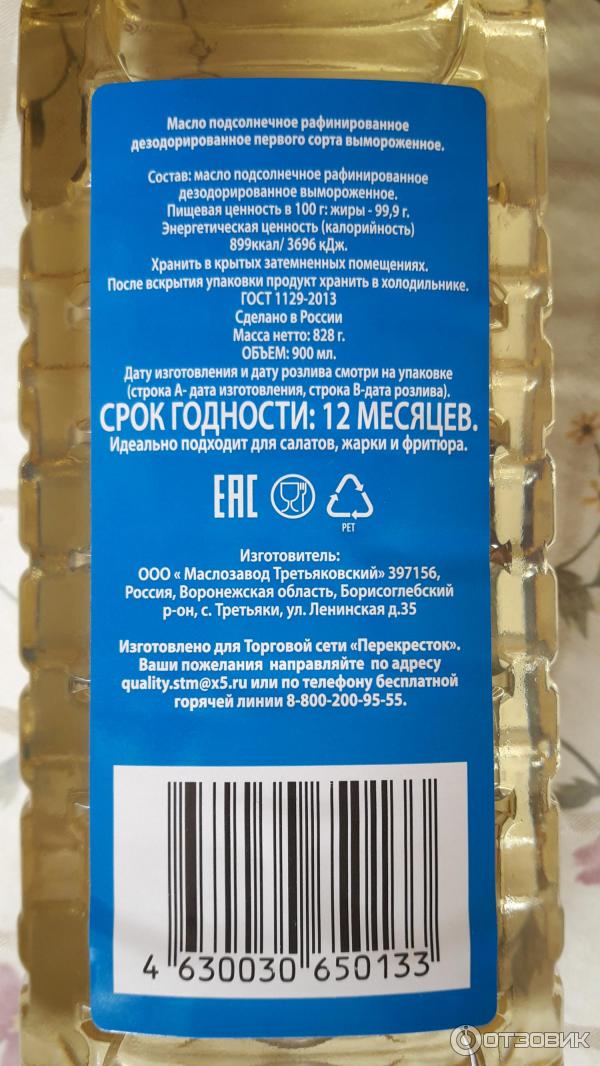 Масло подсолнечное рафинированное
дезодорированное первого сорта вымороженное.
Состав: масло подсолнечное рафинированное
дезодорированное вымороженное.
Пищевая ценность в 100 г: жиры - 99,9 г.
Энергетическая ценность (калорийность)
899ккал/ 3696 кДж.
Хранить в крытых затемненных помещениях.
После вскрытия упаковки продукт хранить в холодильнике.
ГОСТ 1129-2013
Сделано в России
Масса нетто: 828 г.
ОБЪЕМ: 900 мл.
Дату изготовления и дату розлива смотри на упаковке
(строка А- дата изготовления, строка В-дата розлива).
СРОК ГОДНОСТИ: 12 МЕСЯЦЕВ.
Идеально подходит для салатов, жарки и фритюра.
ЕАС
PET
Изготовитель:
ООО « Маслозавод Третьяковский» 397156,
Россия, Воронежская область, Борисоглебский
р-он, с. Третьяки, ул. Ленинская д.35
Изготовлено для Торговой сети «Перекресток».
Ваши пожелания направляйте по адресу
quality.stm@x5.ru или по телефону бесплатной
горячей линии 8-800-200-95-55.
4 630030 650133
ОТЗОВИК